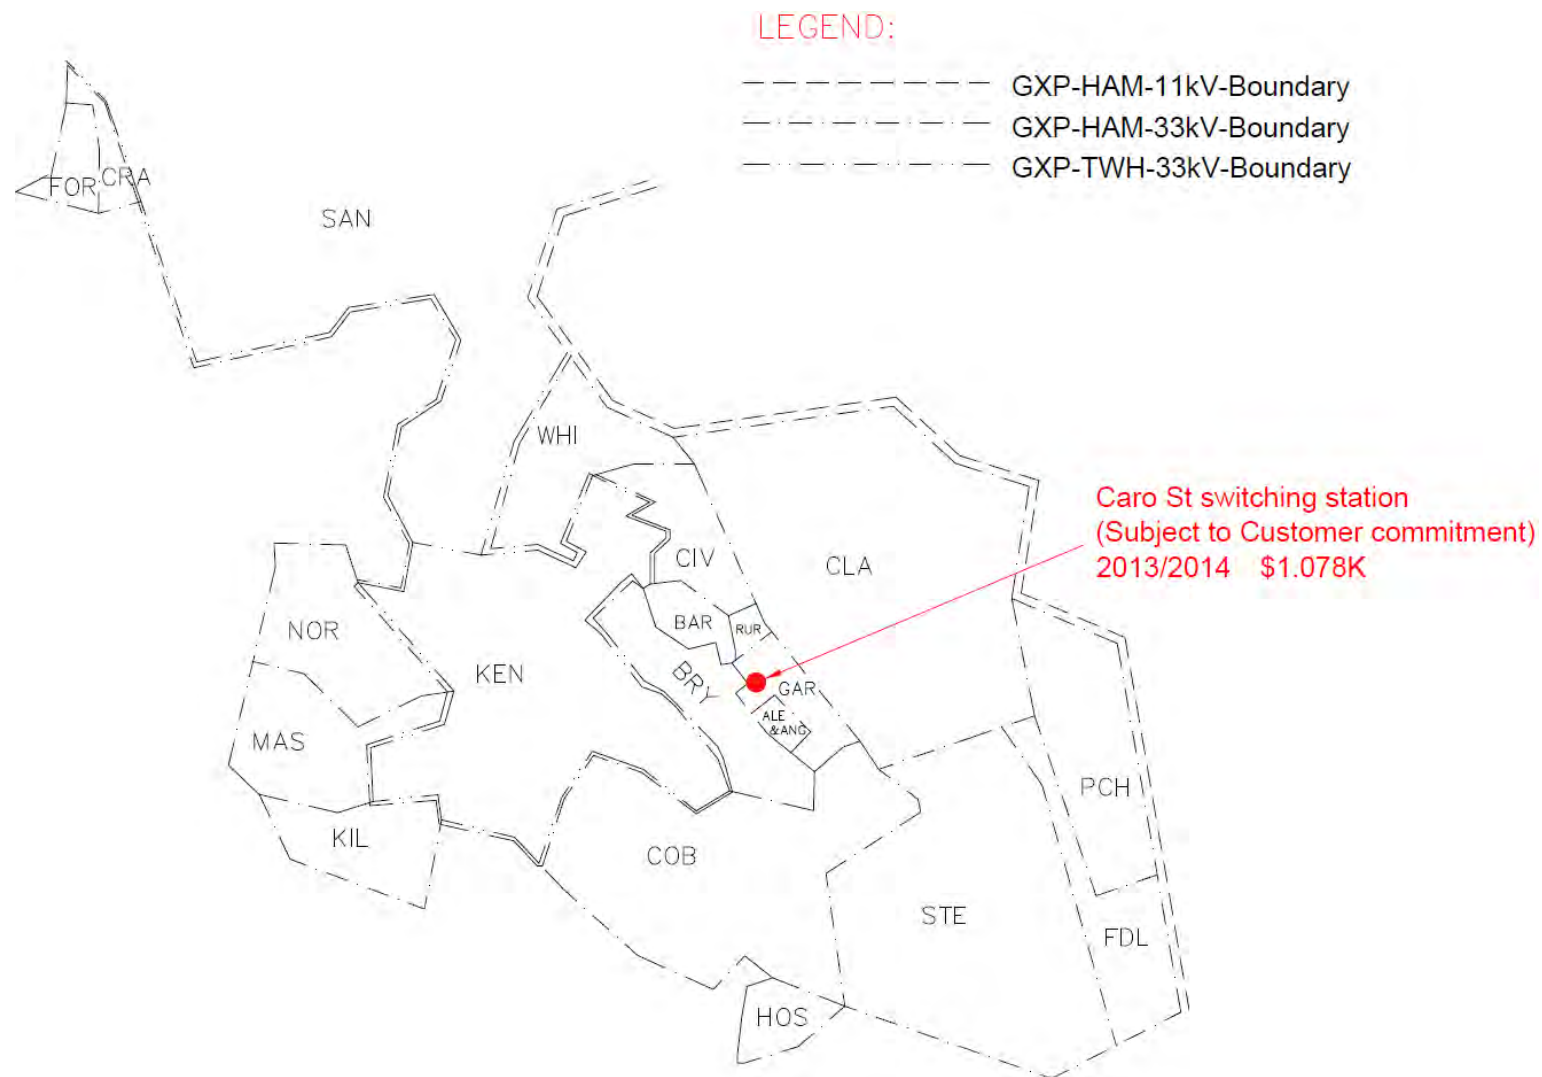 LEGEND:
GXP-HAM-11kV-Boundary
GXP-HAM-33kV-Boundary
GXP-TWH-33kV-Boundary
FOR
CRA
SAN
WHI
Caro St switching station
(Subject to Customer commitment)
2013/2014 $1.078K
CIV
CLA
NOR
BAR
RUR
KEN
BRY
GAR
ALE
&ANG
MAS
PCH
KIL
COB
STE
FDL
HOS